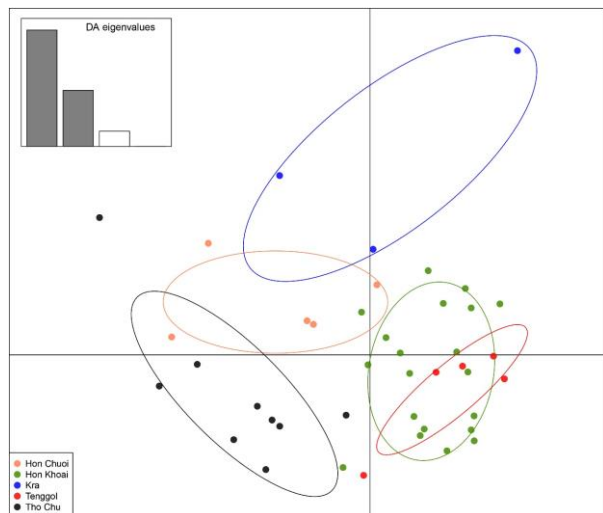 DA eigenvalues
Hon Chuoi
Hon Khoai
Kra
Tenggol
Tho Chu